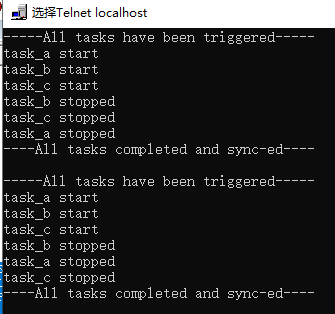 选择Telnet localhost
-----All tasks have been triggered-----
task_a start
task_b start
task_c start
task_b stopped
task_c stopped
task_a stopped
----All tasks completed and sync-ed----
-----All tasks have been triggered-----
task_a start
task_b start
task_c start
task_b stopped
task_a stopped
task_c stopped
----All tasks completed and sync-ed----